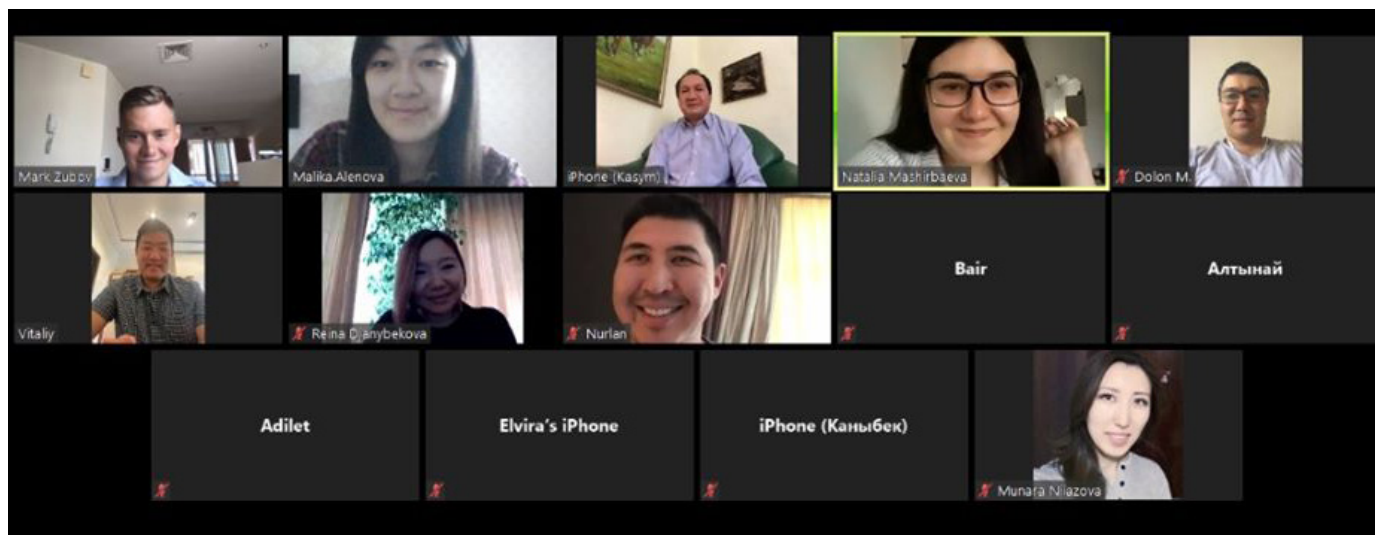 Mark Zubov
Malika.Alenova
iPhone (Kasym)
Natalia Mashirbaeva
Dolon M.
Vitaliy
Reina Djanybekova
Nurlan
Bair
Алтынай
Adilet
Elvira's iPhone
iPhone (Каныбек)
Munara Niiazova